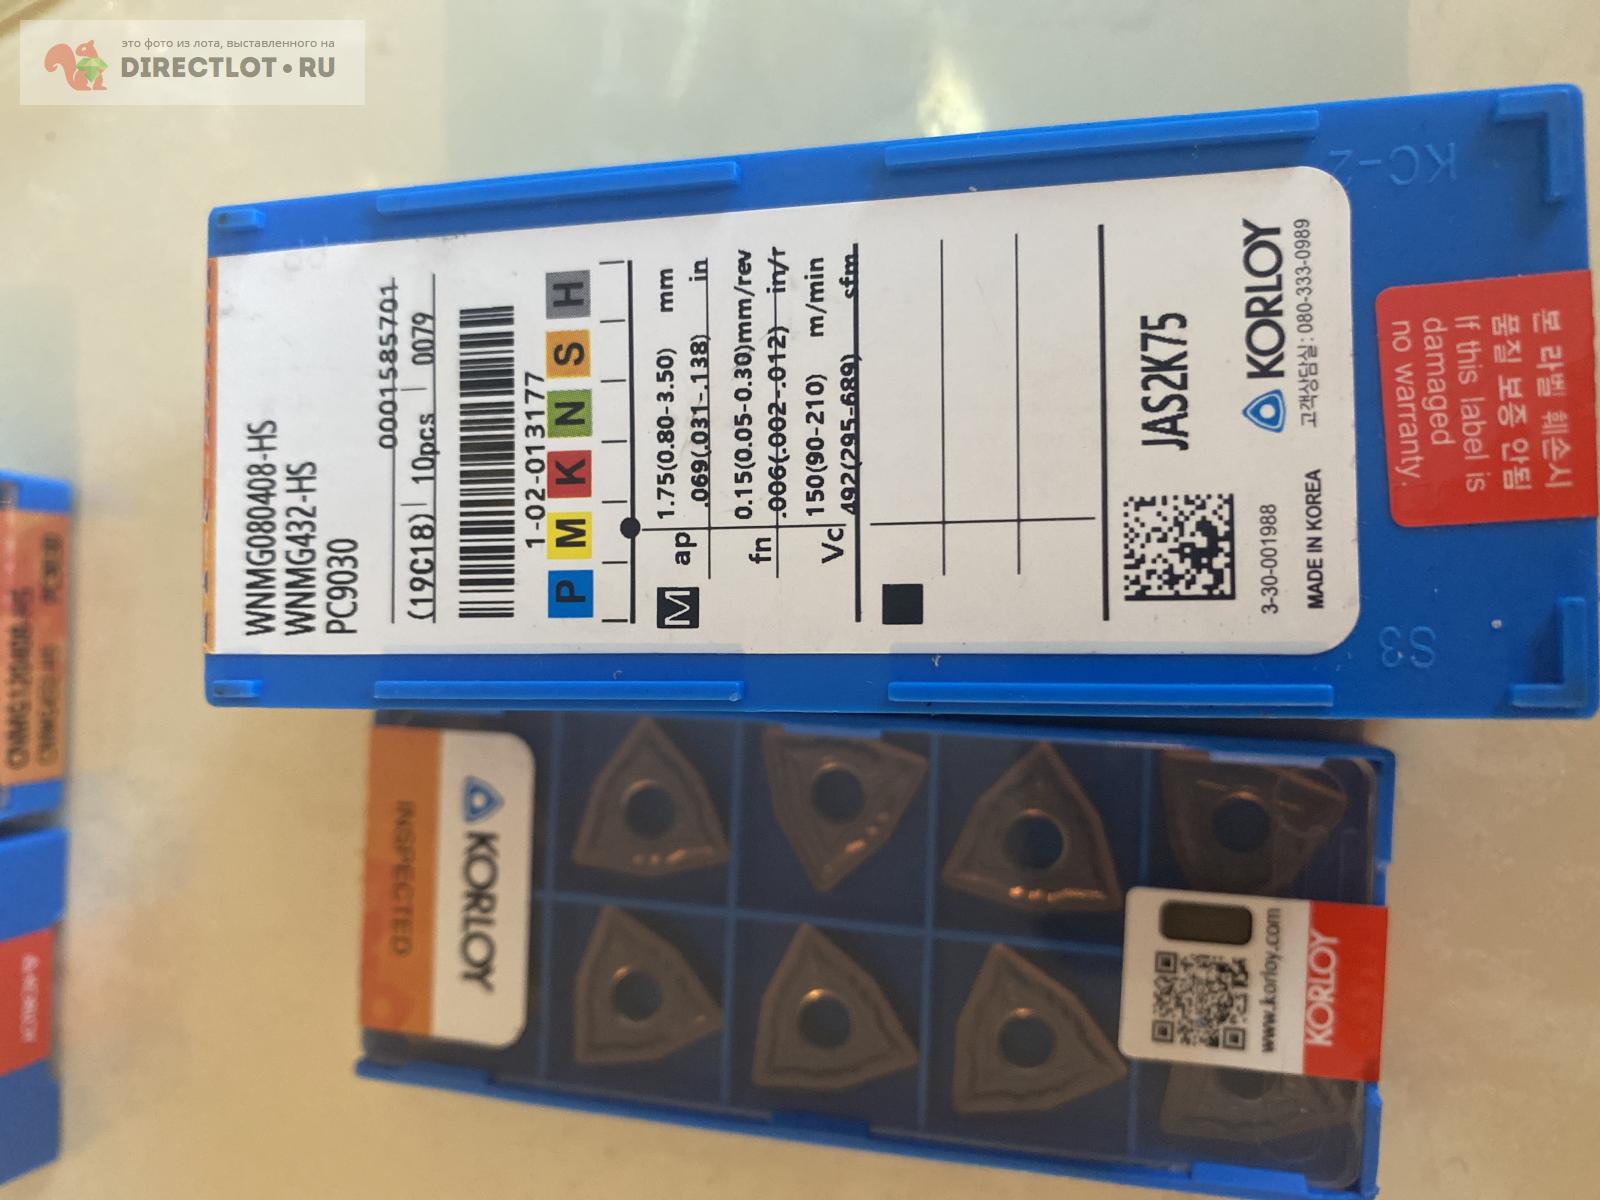 это фото из лота, выставленного на
DIRECTLOT•RU
WNMG080408-HS
WNMG432-HS
PC9030
0001585701
(19C18) 10pcs 0079
1-02-013177
P M K N S H
M ap 1.75(0.80-3.50) mm
.069(.031-.138) in
fn 0.15(0.05-0.30)mm/rev
.006(.002-.012) in/r
Vc 150(90-210) m/min
492(295-689) sfm
JAS2K75
3-30-001988
KORLOY
MADE IN KOREA
고객상담실: 080-333-0989
본 라벨 훼손시
품질 보증 안됨
If this label is
damaged
no warranty.
KC-2
S3
INSPECTED
KORLOY
www.korloy.com
KORLOY
CNMG120408-HS